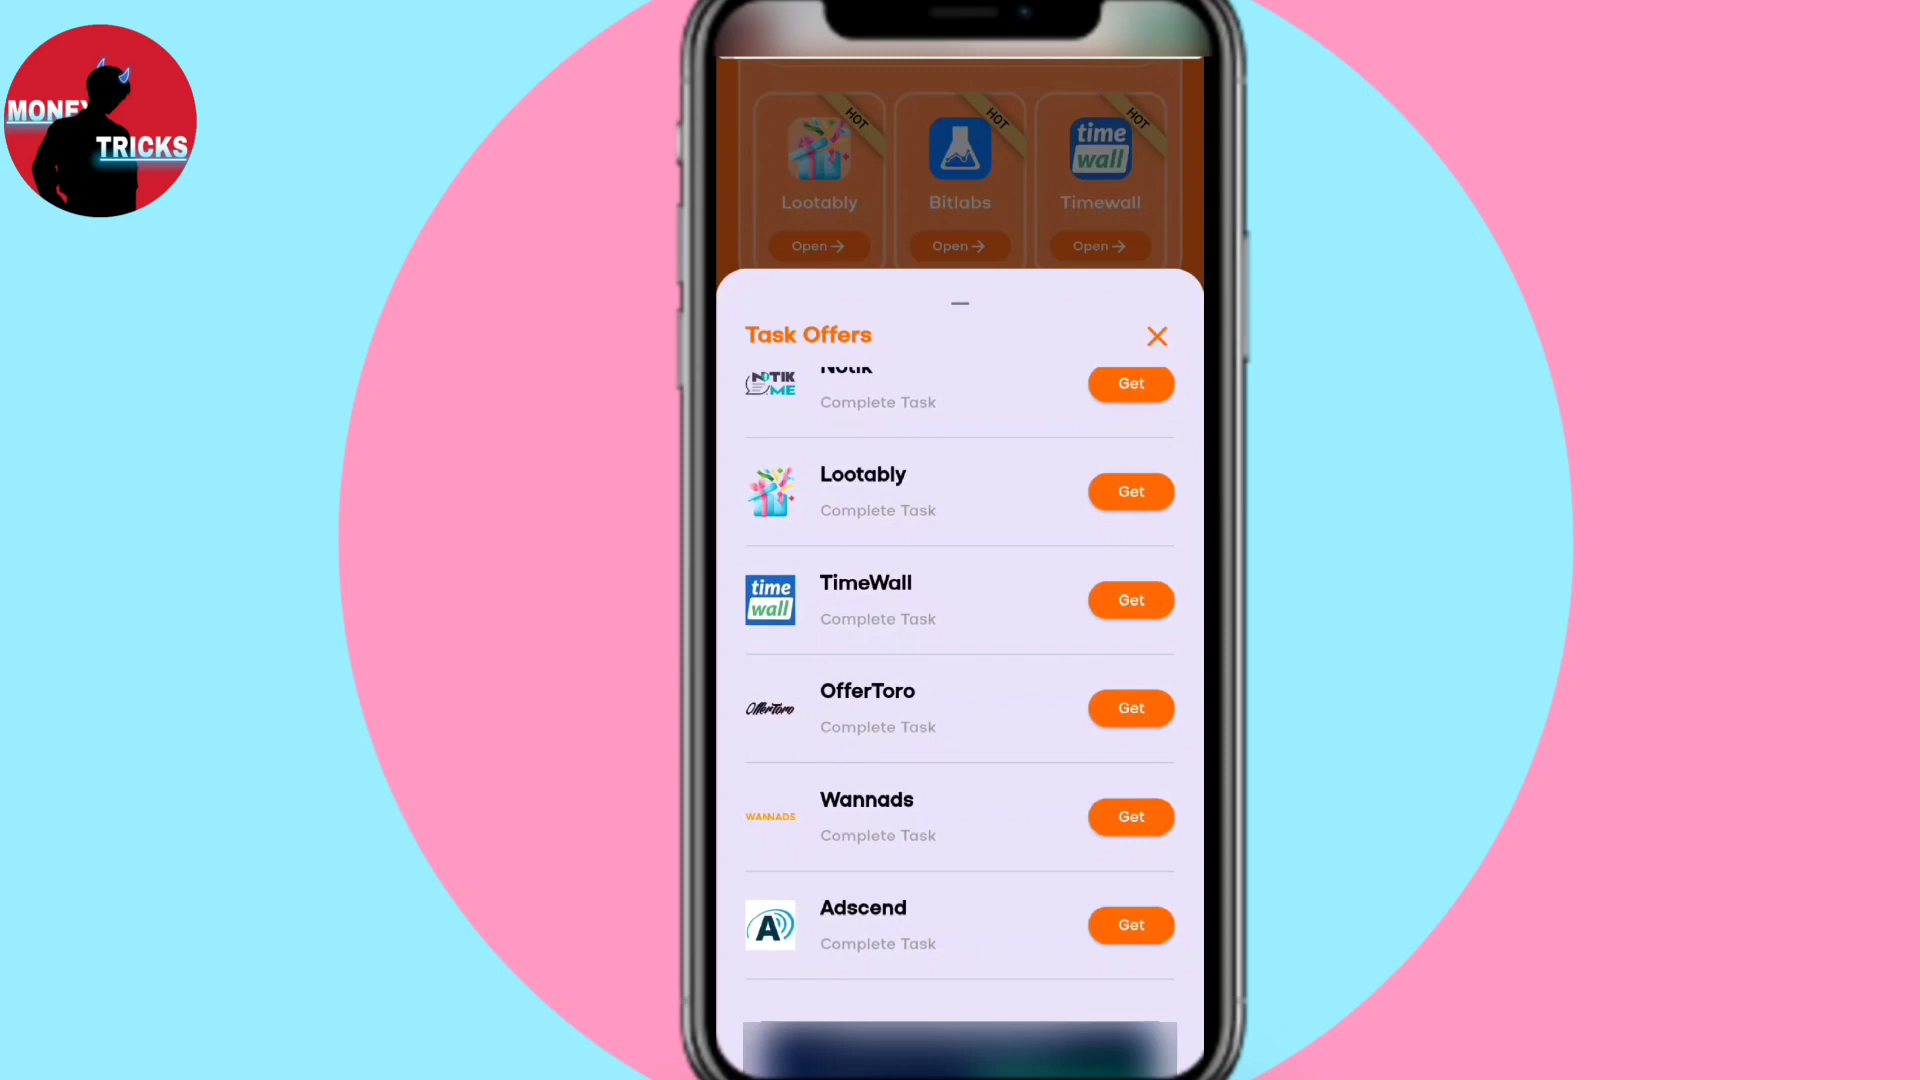 MONEY
TRICKS
HOT
HOT
HOT
time
wall
Lootably
Bitlabs
Timewall
Open→
Open→
Open→
Task Offers
Notik
NOTIK
ME
Complete Task
Get
Lootably
Complete Task
Get
time
wall
TimeWall
Complete Task
Get
OfferToro
OfferToro
Complete Task
Get
Wannads
WANNADS
Complete Task
Get
Adscend
A
Complete Task
Get